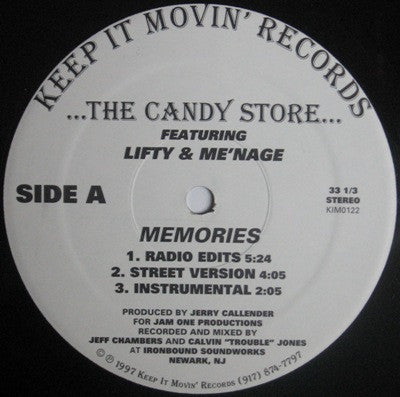 KEEP IT MOVIN' RECORDS
...THE CANDY STORE...
FEATURING
LIFTY & ME'NAGE
SIDE A
33 1/3
STEREO
KIM0122
MEMORIES
1. RADIO EDITS 5:24
2. STREET VERSION 4:05
3. INSTRUMENTAL 2:05
PRODUCED BY JERRY CALLENDER
FOR JAM ONE PRODUCTIONS
RECORDED AND MIXED BY
JEFF CHAMBERS AND CALVIN "TROUBLE" JONES
AT IRONBOUND SOUNDWORKS
NEWARK, NJ
© ℗ 1997 KEEP IT MOVIN' RECORDS (917) 874-7797